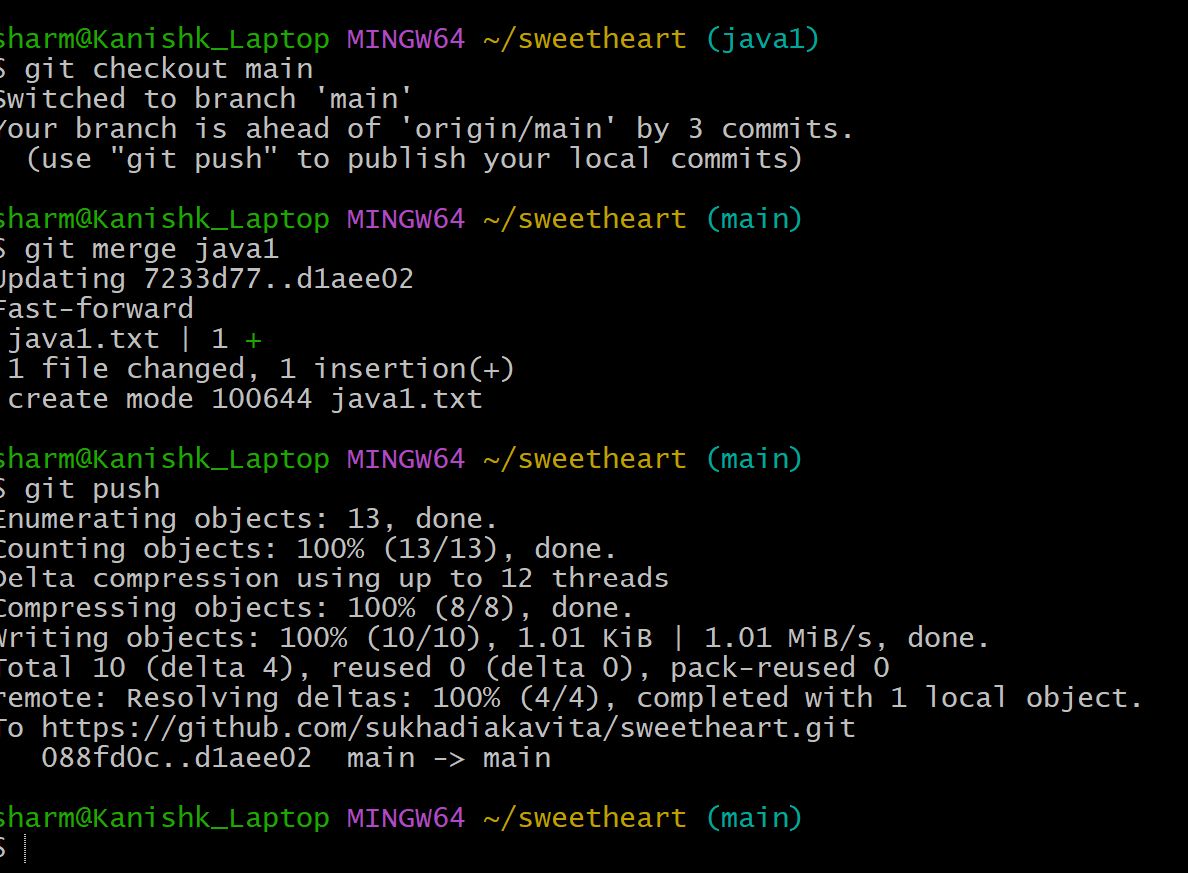 sharm@Kanishk_Laptop MINGW64 ~/sweetheart (java1)
$ git checkout main
Switched to branch 'main'
Your branch is ahead of 'origin/main' by 3 commits.
  (use "git push" to publish your local commits)

sharm@Kanishk_Laptop MINGW64 ~/sweetheart (main)
$ git merge java1
Updating 7233d77..d1aee02
Fast-forward
 java1.txt | 1 +
 1 file changed, 1 insertion(+)
 create mode 100644 java1.txt

sharm@Kanishk_Laptop MINGW64 ~/sweetheart (main)
$ git push
Enumerating objects: 13, done.
Counting objects: 100% (13/13), done.
Delta compression using up to 12 threads
Compressing objects: 100% (8/8), done.
Writing objects: 100% (10/10), 1.01 KiB | 1.01 MiB/s, done.
Total 10 (delta 4), reused 0 (delta 0), pack-reused 0
remote: Resolving deltas: 100% (4/4), completed with 1 local object.
To https://github.com/sukhadiakavita/sweetheart.git
   088fd0c..d1aee02  main -> main

sharm@Kanishk_Laptop MINGW64 ~/sweetheart (main)
$